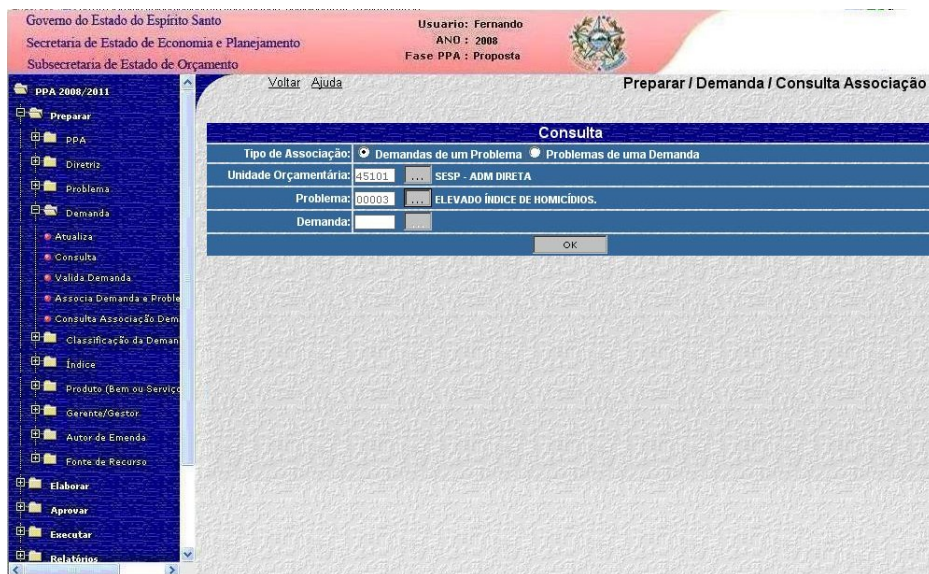 Governo do Estado do Espírito Santo
Secretaria de Estado de Economia e Planejamento
Subsecretaria de Estado de Orçamento
Usuario: Fernando
ANO : 2008
Fase PPA : Proposta
PPA 2008/2011
Preparar
PPA
Diretriz
Problema
Demanda
Atualiza
Consulta
Valida Demanda
Associa Demanda e Proble
Consulta Associação Dem
Classificação da Deman
Índice
Produto (Bem ou Serviço
Gerente/Gestor
Autor de Emenda
Fonte de Recurso
Elaborar
Aprovar
Executar
Relatórios
Voltar Ajuda
Preparar / Demanda / Consulta Associação
Consulta
Tipo de Associação: Demandas de um Problema Problemas de uma Demanda
Unidade Orçamentária: 45101 ... SESP - ADM DIRETA
Problema: 00003 ... ELEVADO ÍNDICE DE HOMICÍDIOS.
Demanda: ...
OK